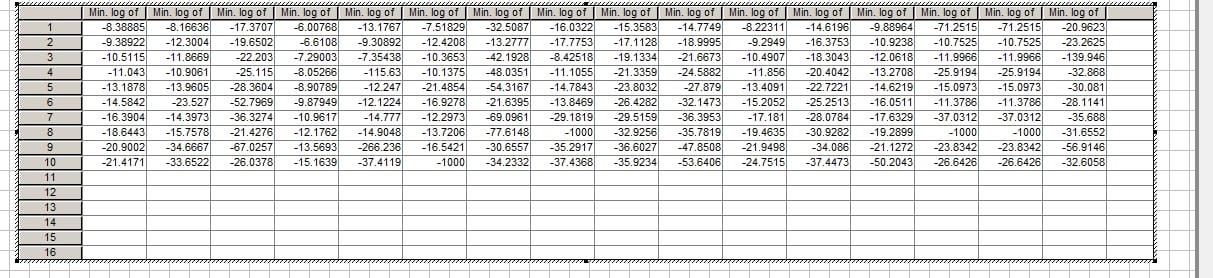 Min. log of Min. log of Min. log of Min. log of Min. log of Min. log of Min. log of Min. log of Min. log of Min. log of Min. log of Min. log of Min. log of Min. log of Min. log of Min. log of
1 -8.38885 -8.16636 -17.3707 -6.00768 -13.1767 -7.51829 -32.5087 -16.0322 -15.3583 -14.7749 -8.22311 -14.6196 -9.88964 -71.2515 -71.2515 -20.9623
2 -9.38922 -12.3004 -19.6502 -6.6108 -9.30892 -12.4208 -13.2777 -17.7753 -17.1128 -18.9995 -9.2949 -16.3753 -10.9238 -10.7525 -10.7525 -23.2625
3 -10.5115 -11.8669 -22.203 -7.29003 -7.35438 -10.3653 -42.1928 -8.42518 -19.1334 -21.6673 -10.4907 -18.3043 -12.0618 -11.9966 -11.9966 -139.946
4 -11.043 -10.9061 -25.115 -8.05266 -115.63 -10.1375 -48.0351 -11.1055 -21.3359 -24.5882 -11.856 -20.4042 -13.2708 -25.9194 -25.9194 -32.868
5 -13.1878 -13.9605 -28.3604 -8.90789 -12.247 -21.4854 -54.3167 -14.7843 -23.8032 -27.879 -13.4091 -22.7221 -14.6219 -15.0973 -15.0973 -30.081
6 -14.5842 -23.527 -52.7969 -9.87949 -12.1224 -16.9278 -21.6395 -13.8469 -26.4282 -32.1473 -15.2052 -25.2513 -16.0511 -11.3786 -11.3786 -28.1141
7 -16.3904 -14.3973 -36.3274 -10.9617 -14.777 -12.2973 -69.0961 -29.1819 -29.5159 -36.3953 -17.181 -28.0784 -17.6329 -37.0312 -37.0312 -35.688
8 -18.6443 -15.7578 -21.4276 -12.1762 -14.9048 -13.7206 -77.6148 -1000 -32.9256 -35.7819 -19.4635 -30.9282 -19.2899 -1000 -1000 -31.6552
9 -20.9002 -34.6667 -67.0257 -13.5693 -266.236 -16.5421 -30.6557 -35.2917 -36.6027 -47.8508 -21.9498 -34.086 -21.1272 -23.8342 -23.8342 -56.9146
10 -21.4171 -33.6522 -26.0378 -15.1639 -37.4119 -1000 -34.2332 -37.4368 -35.9234 -53.6406 -24.7515 -37.4473 -50.2043 -26.6426 -26.6426 -32.6058
11
12
13
14
15
16